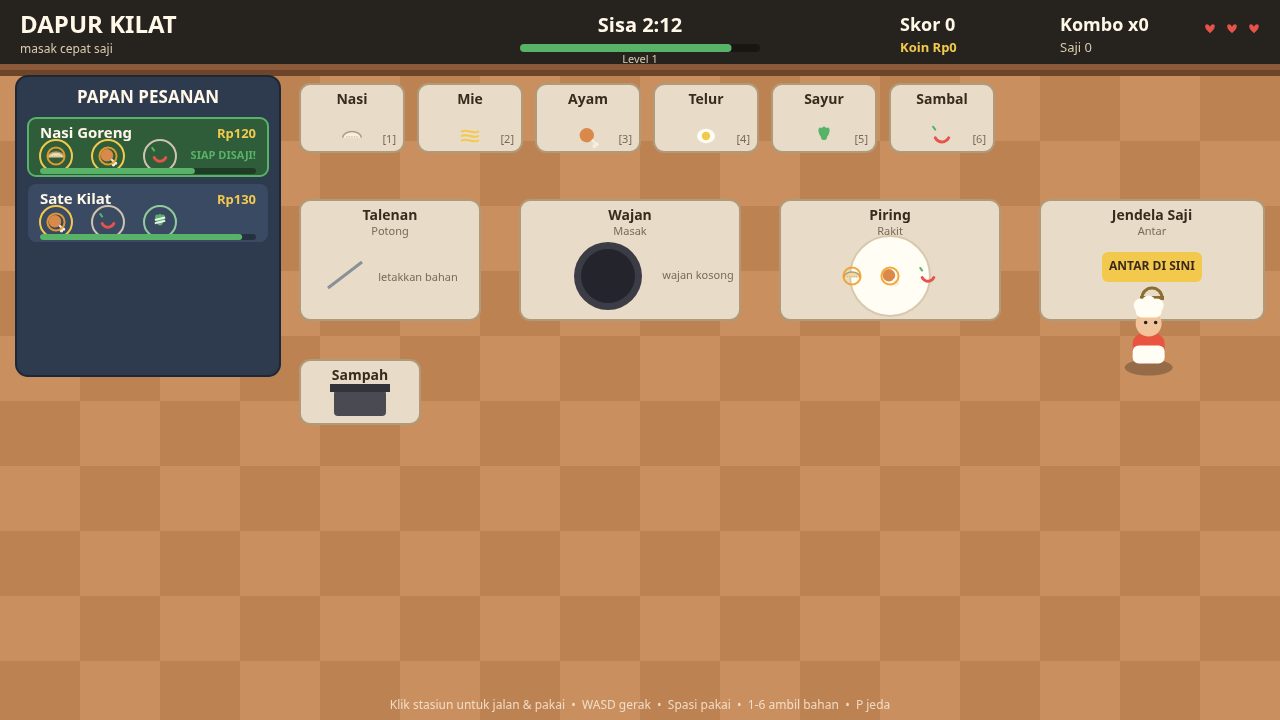 DAPUR KILAT
masak cepat saji
Sisa 2:12
Level 1
Skor 0
Koin Rp0
Kombo x0
Saji 0
PAPAN PESANAN
Nasi Goreng Rp120
SIAP DISAJI!
Sate Kilat Rp130
Nasi [1]
Mie [2]
Ayam [3]
Telur [4]
Sayur [5]
Sambal [6]
Talenan
Potong
letakkan bahan
Wajan
Masak
wajan kosong
Piring
Rakit
Jendela Saji
Antar
ANTAR DI SINI
Sampah
Klik stasiun untuk jalan & pakai • WASD gerak • Spasi pakai • 1-6 ambil bahan • P jeda